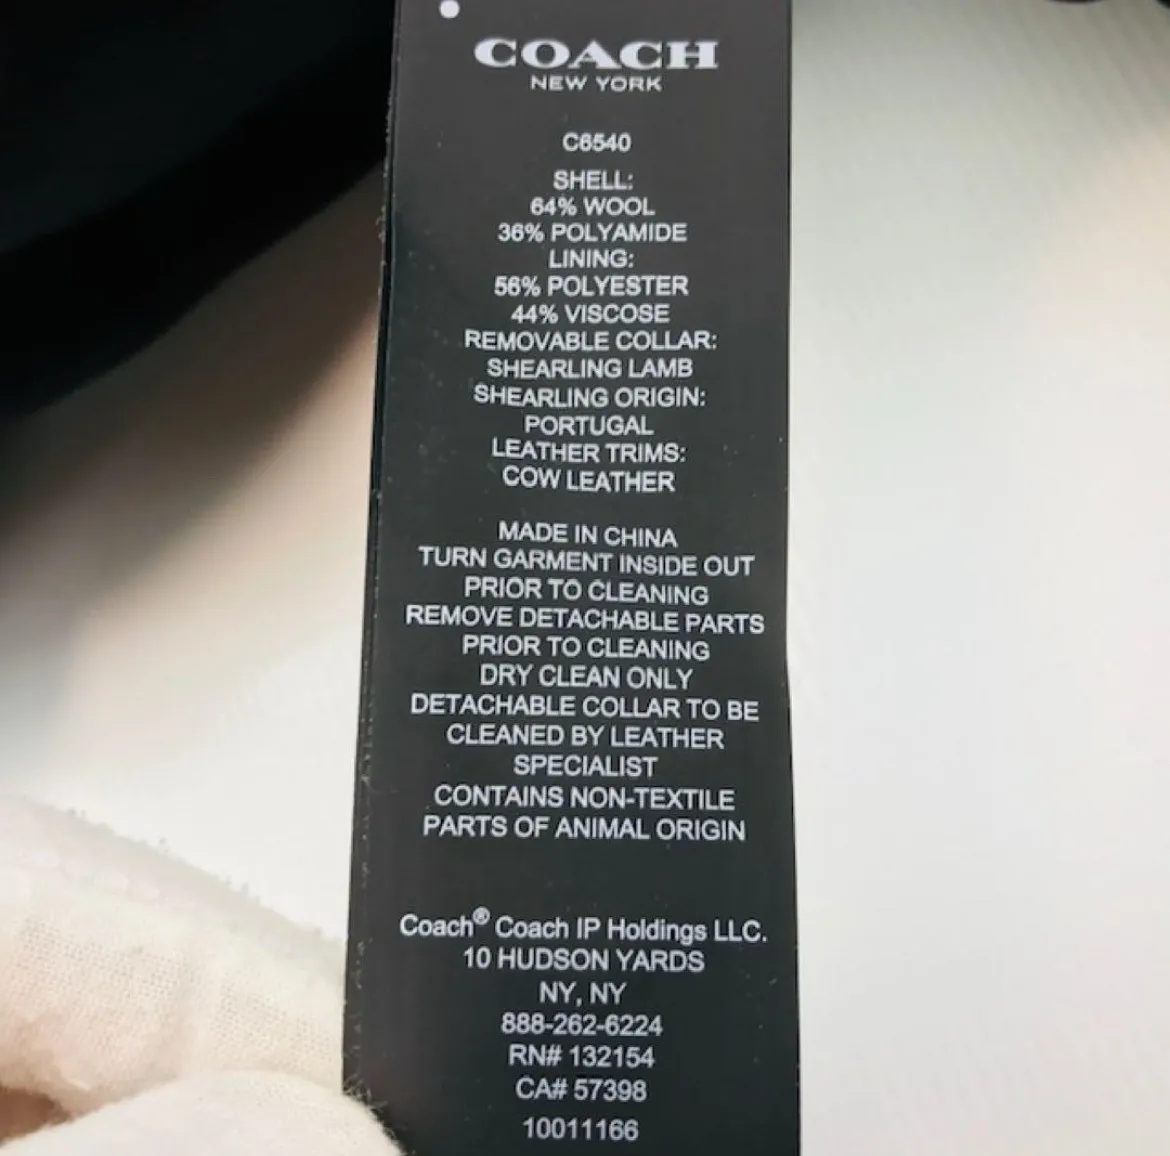 COACH
NEW YORK
C6540
SHELL:
64% WOOL
36% POLYAMIDE
LINING:
56% POLYESTER
44% VISCOSE
REMOVABLE COLLAR:
SHEARLING LAMB
SHEARLING ORIGIN:
PORTUGAL
LEATHER TRIMS:
COW LEATHER
MADE IN CHINA
TURN GARMENT INSIDE OUT
PRIOR TO CLEANING
REMOVE DETACHABLE PARTS
PRIOR TO CLEANING
DRY CLEAN ONLY
DETACHABLE COLLAR TO BE
CLEANED BY LEATHER
SPECIALIST
CONTAINS NON-TEXTILE
PARTS OF ANIMAL ORIGIN
Coach® Coach IP Holdings LLC.
10 HUDSON YARDS
NY, NY
888-262-6224
RN# 132154
CA# 57398
10011166